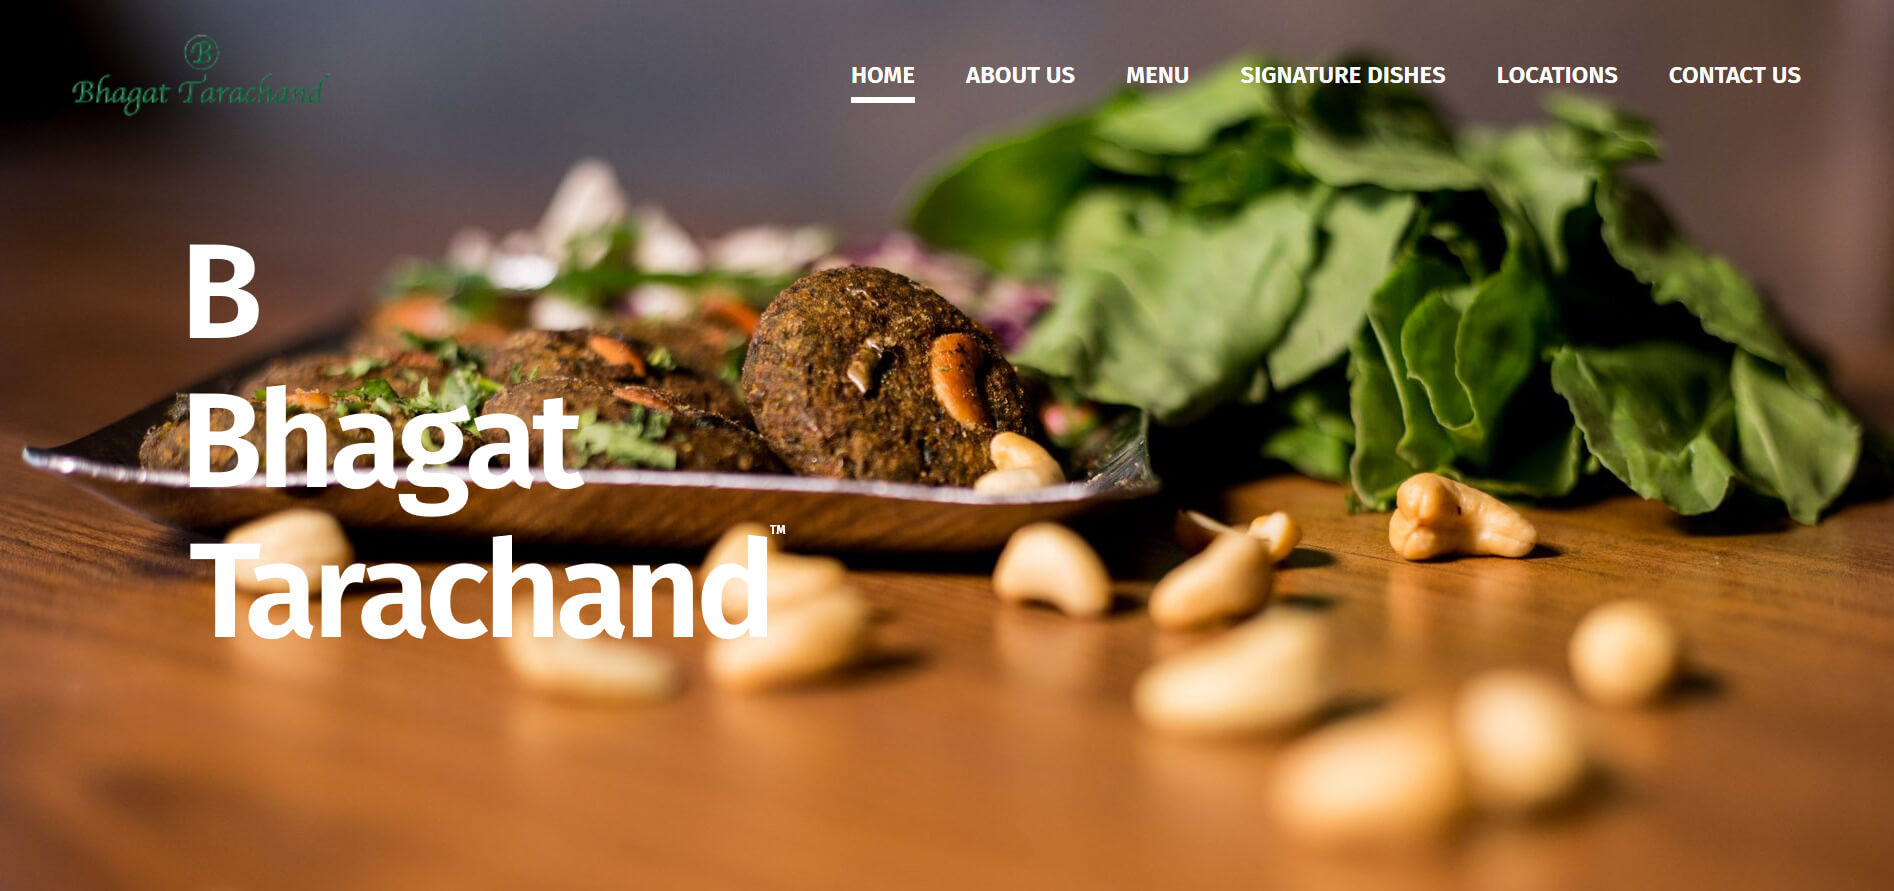 B
Bhagat Tarachand
HOME ABOUT US MENU SIGNATURE DISHES LOCATIONS CONTACT US
B
Bhagat
Tarachand™